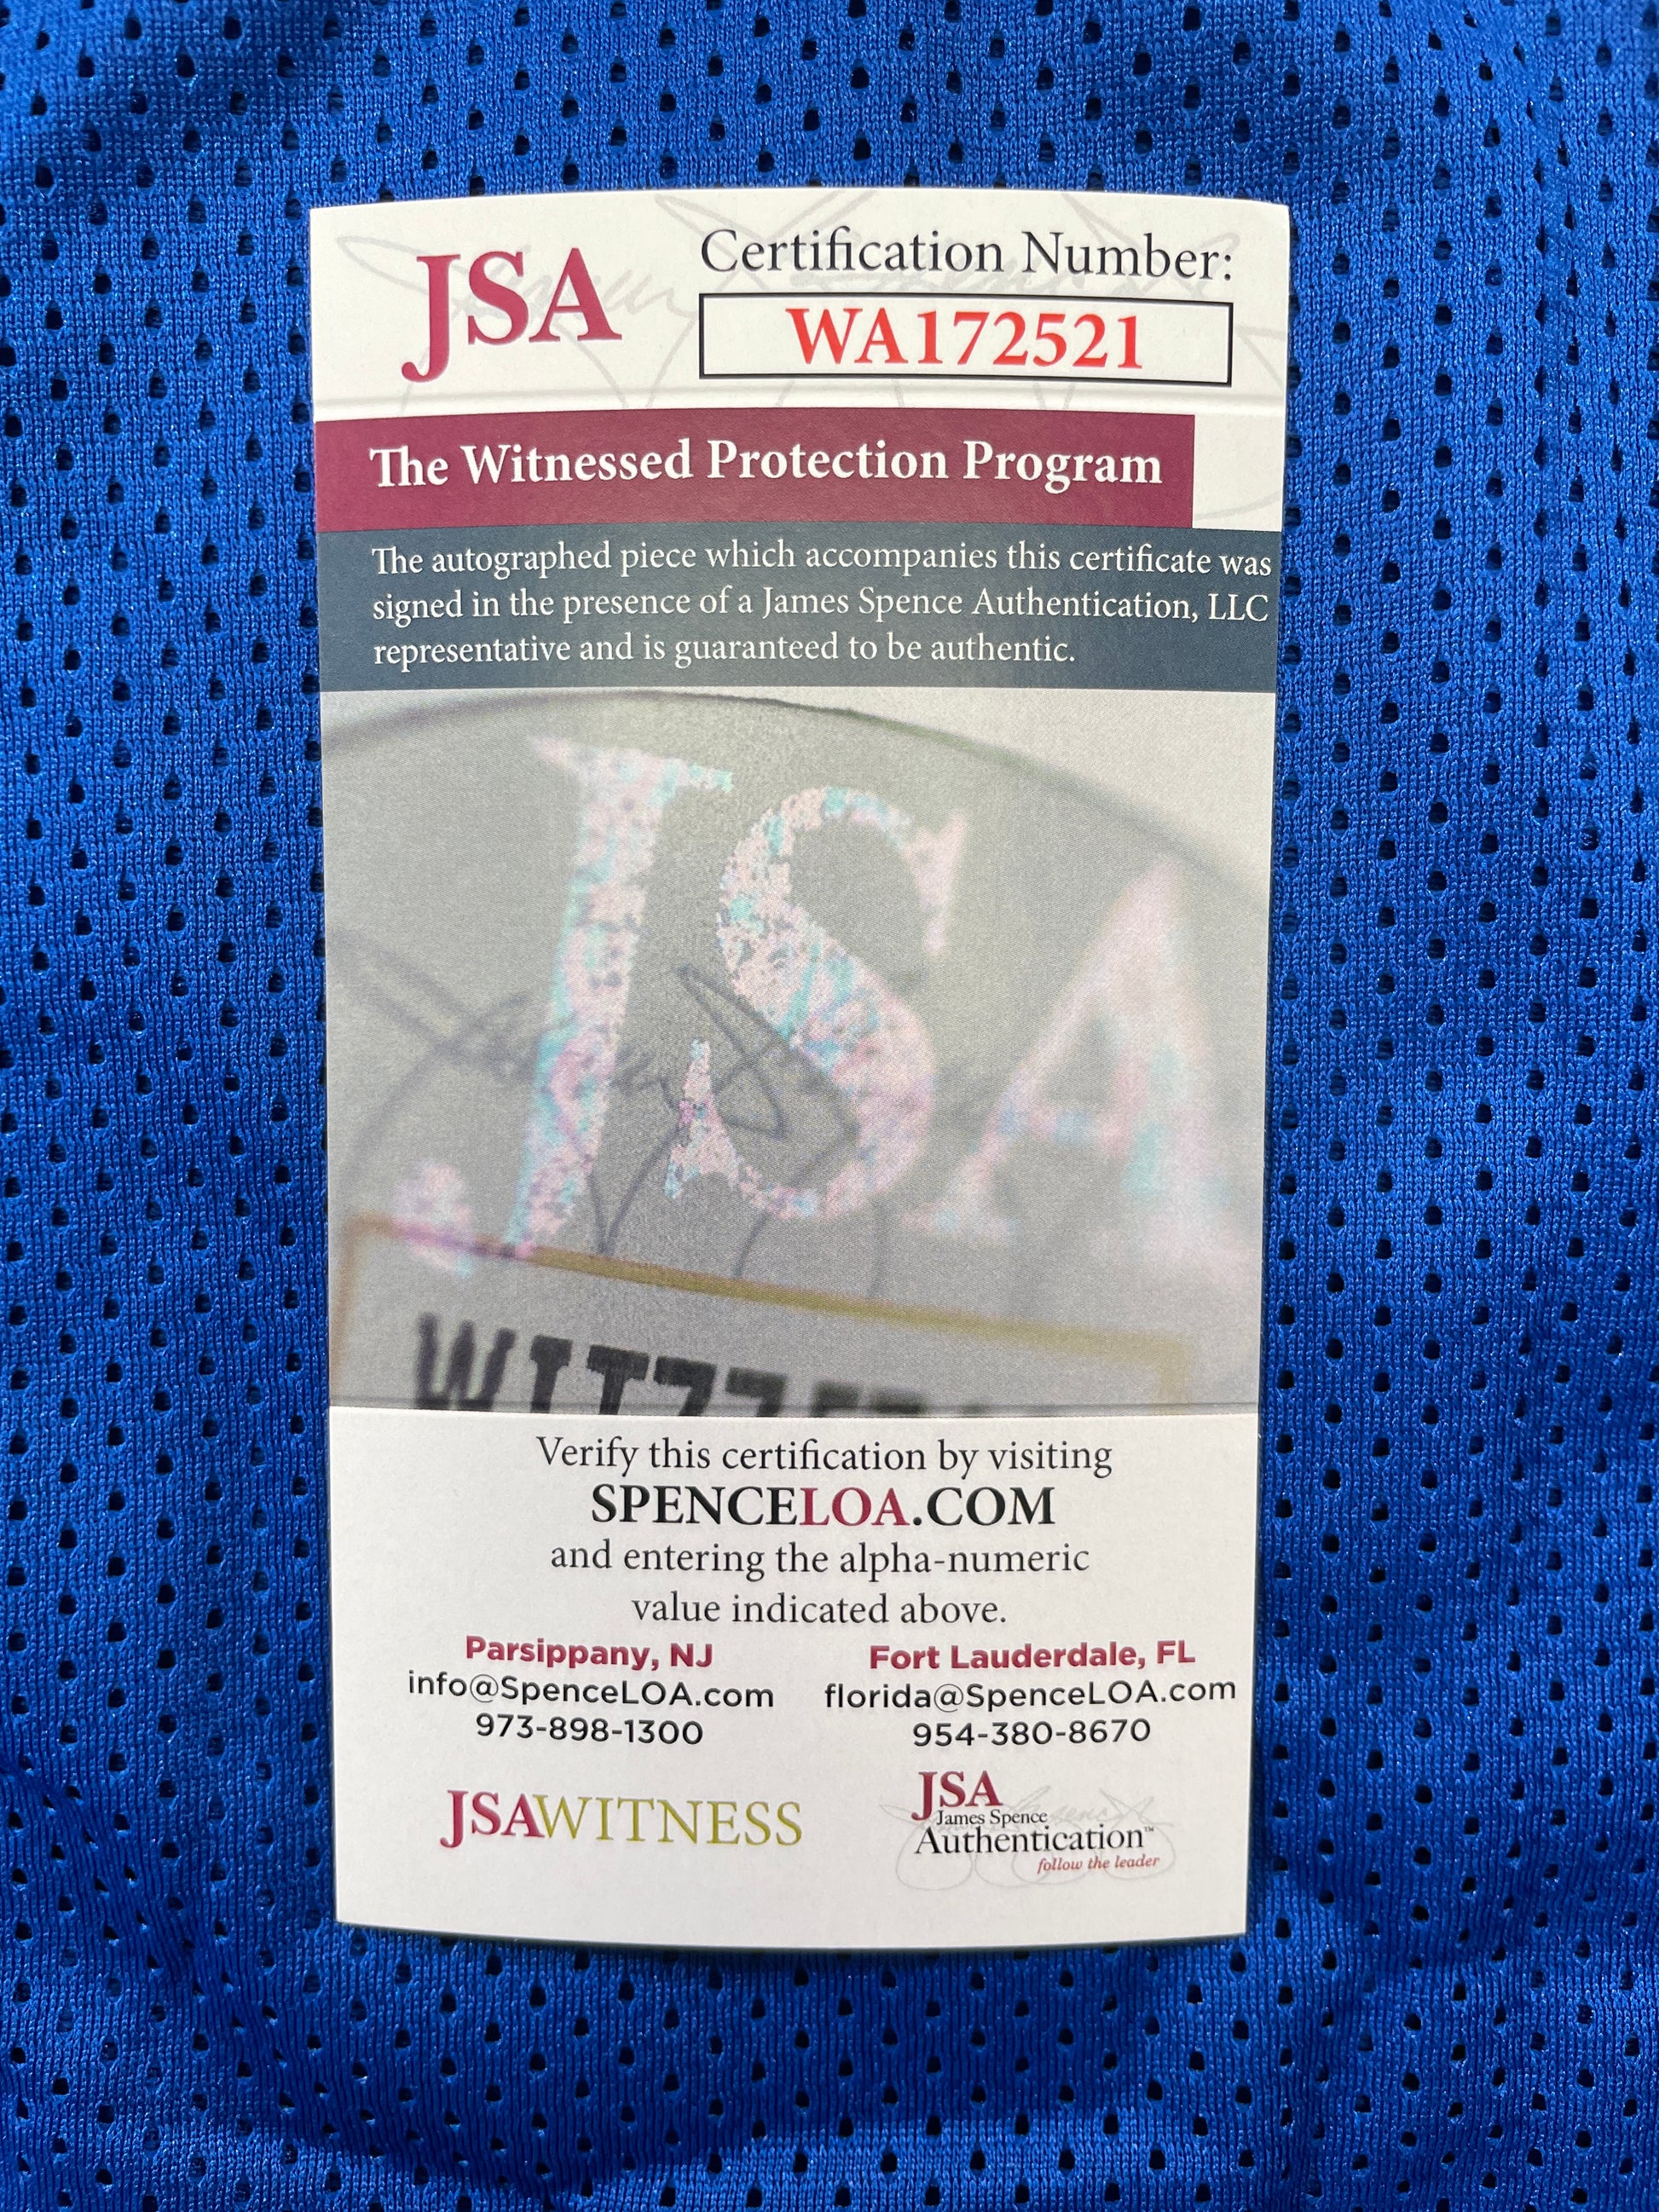 JSA
Certification Number:
WA172521
The Witnessed Protection Program
The autographed piece which accompanies this certificate was
signed in the presence of a James Spence Authentication, LLC
representative and is guaranteed to be authentic.
JSA
Verify this certification by visiting
SPENCELOA.COM
and entering the alpha-numeric
value indicated above.
Parsippany, NJ
info@SpenceLOA.com
973-898-1300
Fort Lauderdale, FL
florida@SpenceLOA.com
954-380-8670
JSAWITNESS
JSA
James Spence
Authentication™
follow the leader